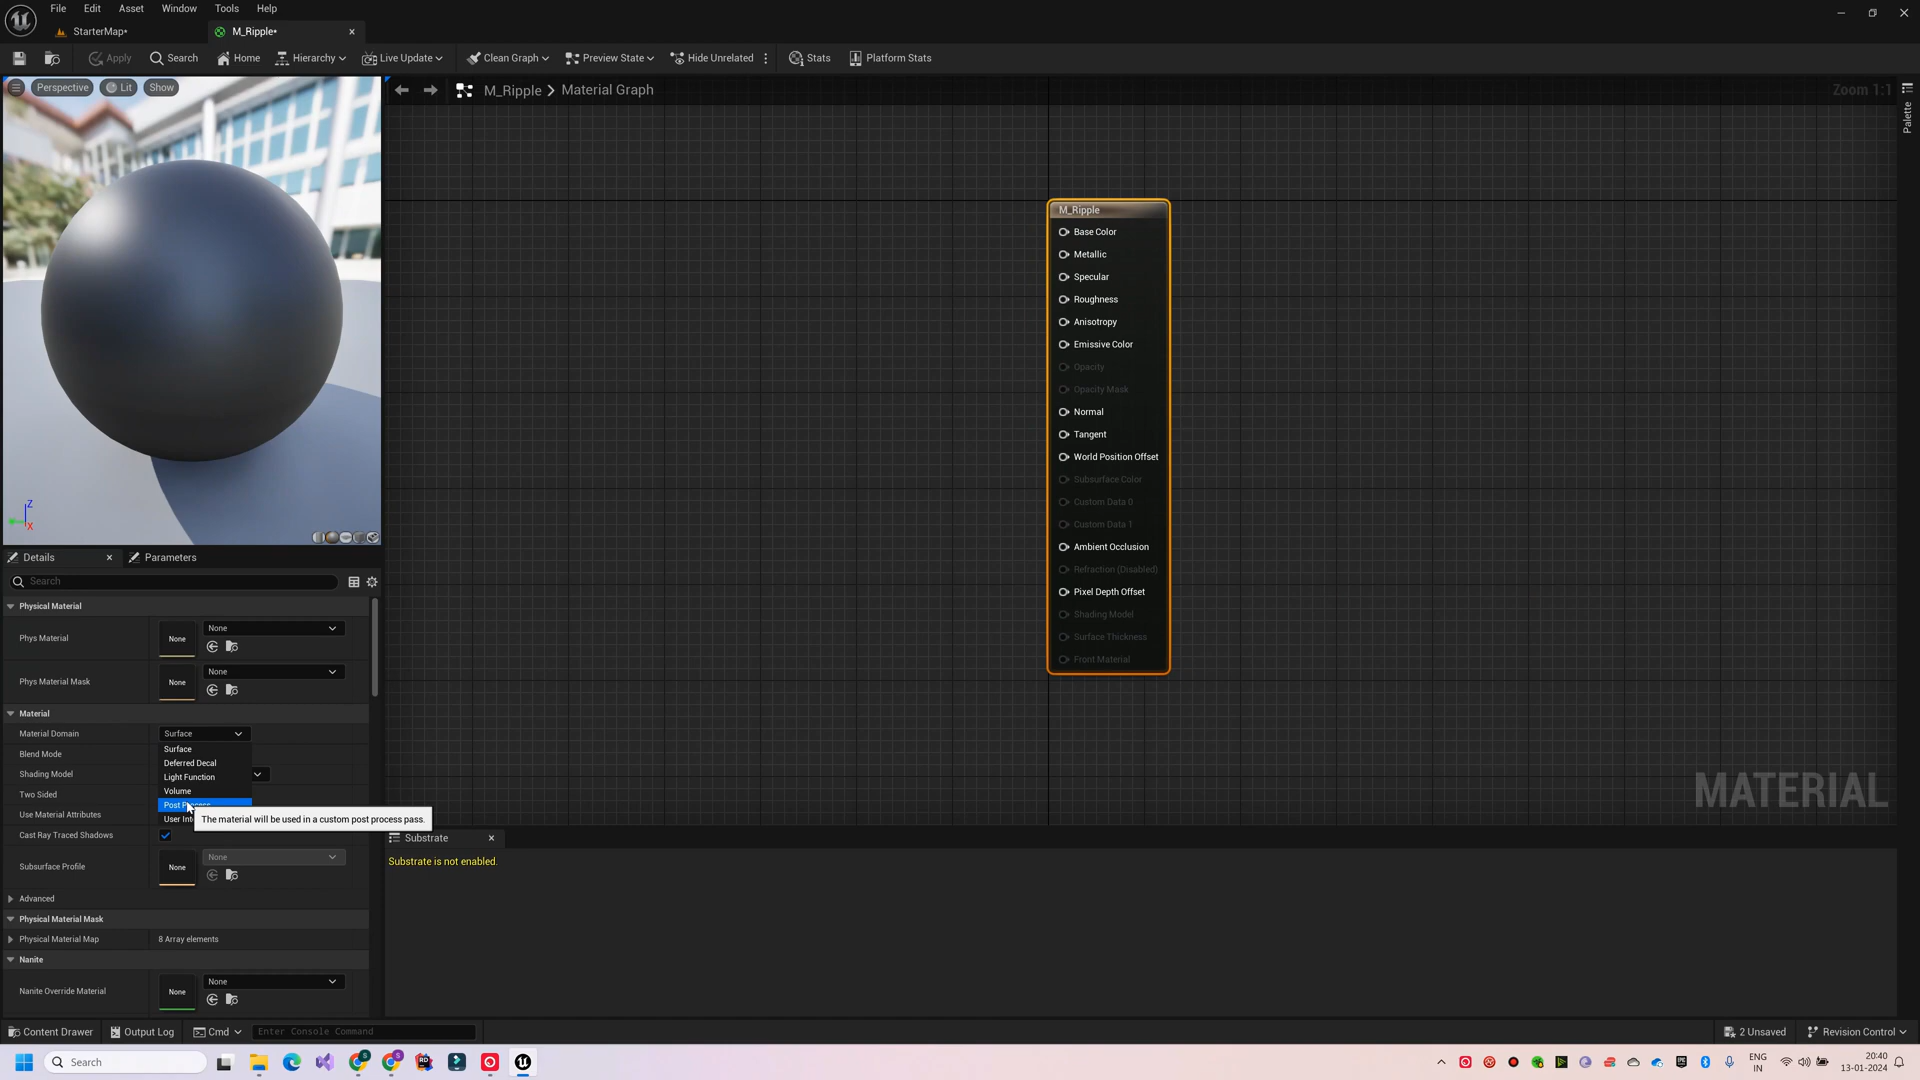 File Edit Asset Window Tools Help
StarterMap*
M_Ripple*
Apply Search Home Hierarchy Live Update Clean Graph Preview State Hide Unrelated Stats Platform Stats
Perspective Lit Show
M_Ripple > Material Graph
Zoom 1:1
Palette
M_Ripple
Base Color
Metallic
Specular
Roughness
Anisotropy
Emissive Color
Opacity
Opacity Mask
Normal
Tangent
World Position Offset
Subsurface Color
Custom Data 0
Custom Data 1
Ambient Occlusion
Refraction (Disabled)
Pixel Depth Offset
Shading Model
Surface Thickness
Front Material
MATERIAL
Z
X
Details Parameters
Search
Physical Material
Phys Material None None
Phys Material Mask None None
Material
Material Domain Surface
Surface
Blend Mode
Deferred Decal
Shading Model
Light Function
Volume
Two Sided
Post Process
Use Material Attributes
User Int
The material will be used in a custom post process pass.
Cast Ray Traced Shadows
Subsurface Profile None None
Advanced
Physical Material Mask
Physical Material Map 8 Array elements
Nanite
Nanite Override Material None None
Substrate
Substrate is not enabled.
Content Drawer Output Log Cmd Enter Console Command 2 Unsaved Revision Control
Search
ENG
IN
20:40
13-01-2024